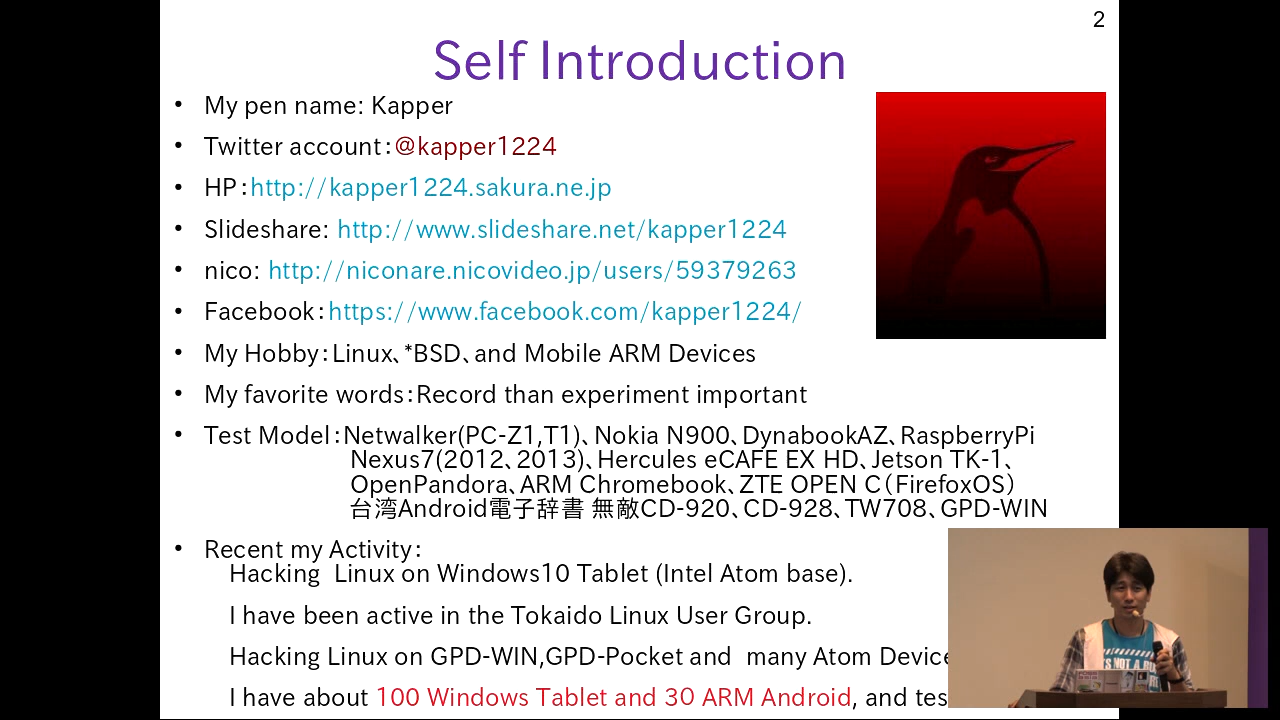 2
Self Introduction
• My pen name: Kapper
• Twitter account：@kapper1224
• HP：http://kapper1224.sakura.ne.jp
• Slideshare: http://www.slideshare.net/kapper1224
• nico: http://niconare.nicovideo.jp/users/59379263
• Facebook：https://www.facebook.com/kapper1224/
• My Hobby：Linux、*BSD、and Mobile ARM Devices
• My favorite words：Record than experiment important
• Test Model：Netwalker(PC-Z1,T1)、Nokia N900、DynabookAZ、RaspberryPi
Nexus7(2012、2013)、Hercules eCAFE EX HD、Jetson TK-1、
OpenPandora、ARM Chromebook、ZTE OPEN C（FirefoxOS）
台湾Android電子辞書 無敵CD-920、CD-928、TW708、GPD-WIN
• Recent my Activity：
Hacking Linux on Windows10 Tablet (Intel Atom base).
I have been active in the Tokaido Linux User Group.
Hacking Linux on GPD-WIN,GPD-Pocket and many Atom Device
I have about 100 Windows Tablet and 30 ARM Android, and tes
'S NOT A